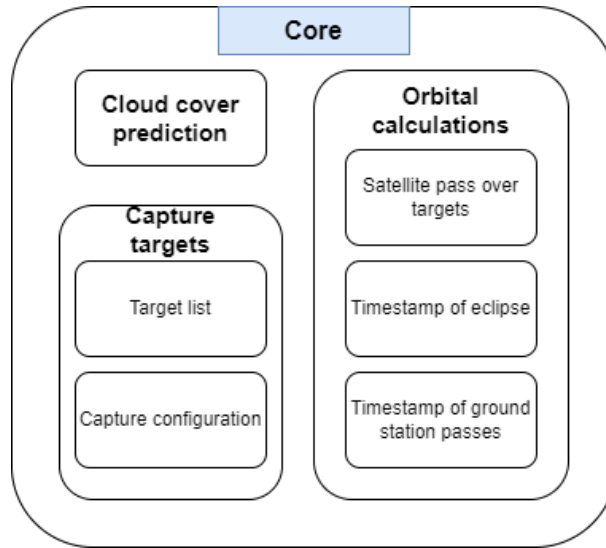 Core
Cloud cover
prediction
Capture
targets
Target list
Capture configuration
Orbital
calculations
Satellite pass over
targets
Timestamp of eclipse
Timestamp of ground
station passes